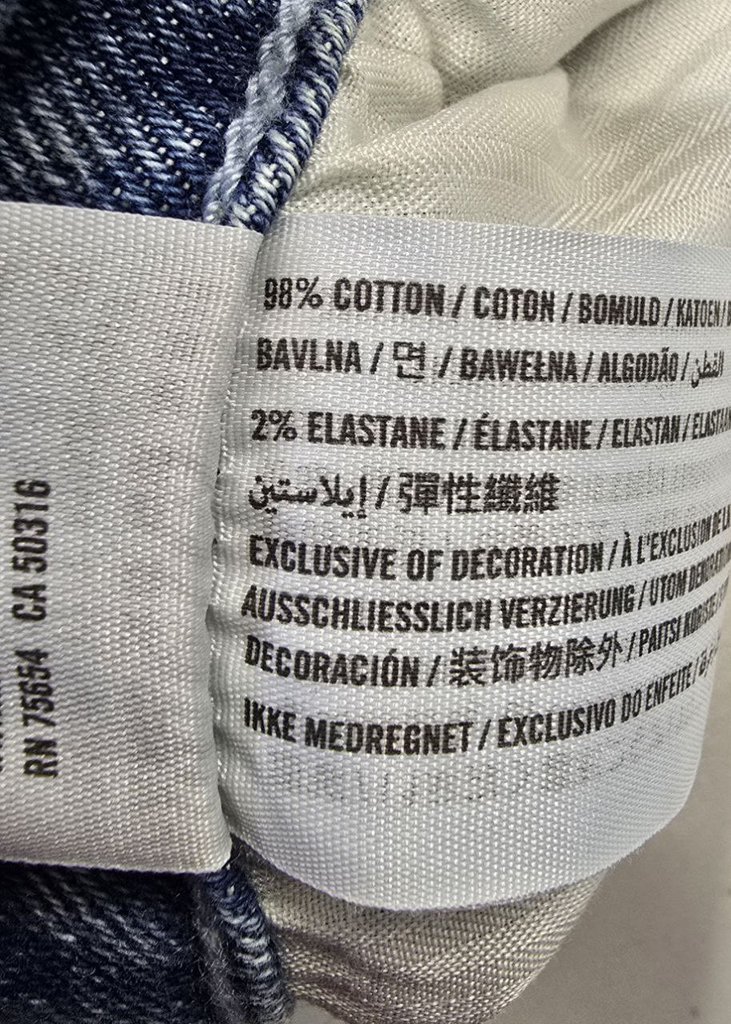 98% COTTON / COTON / BOMULD / KATOEN /
BAVLNA / 면 / BAWEŁNA / ALGODÃO / القطن
2% ELASTANE / ÉLASTANE / ELASTAN /
إيلاستين / 彈性纖維
EXCLUSIVE OF DECORATION / À L'EXCLUSION DE LA
AUSSCHLIESSLICH VERZIERUNG / UTOM
DECORACIÓN / 装饰物除外 / PAITSI
IKKE MEDREGNET / EXCLUSIVO DO ENFEITE /
RN 75654 CA 50316